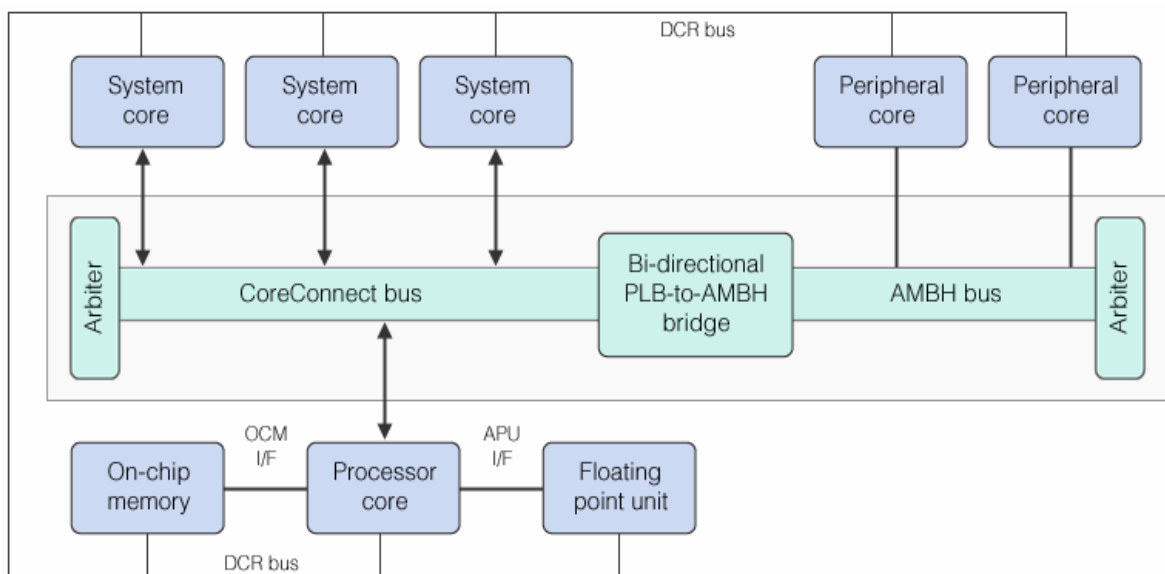 DCR bus
System
core
System
core
System
core
Peripheral
core
Peripheral
core
Arbiter
CoreConnect bus
Bi-directional
PLB-to-AMBH
bridge
AMBH bus
Arbiter
On-chip
memory
OCM
I/F
Processor
core
APU
I/F
Floating
point unit
DCR bus